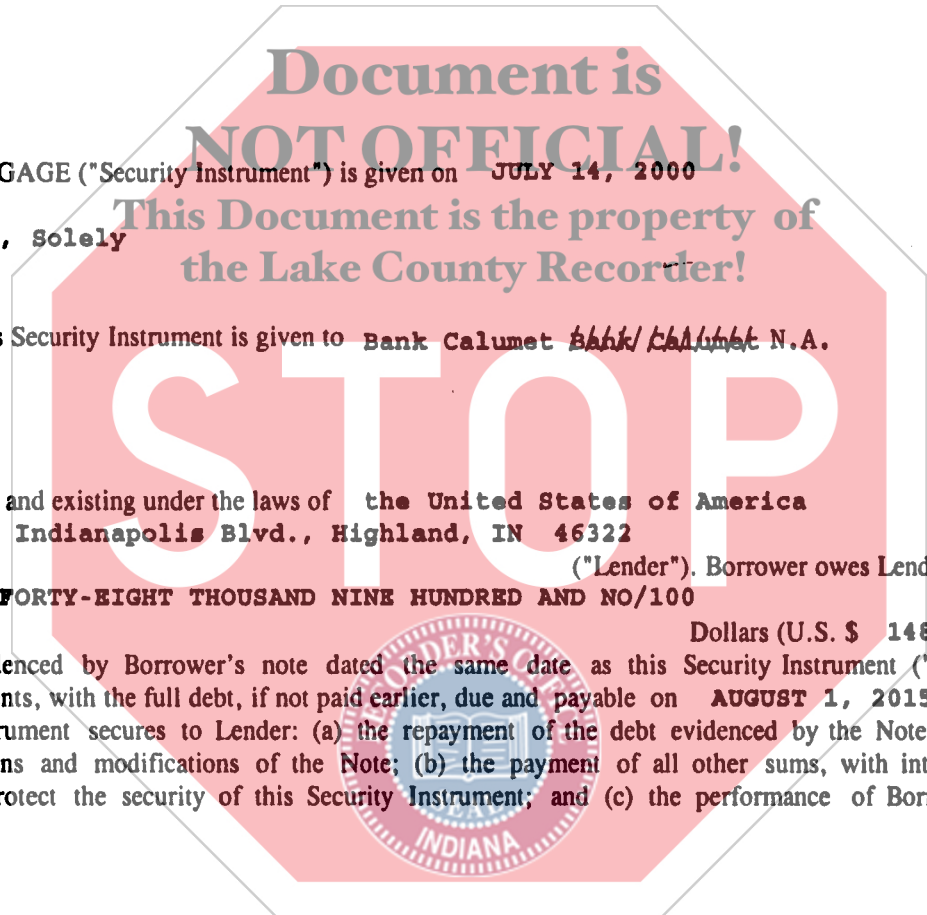 Document is
NOT OFFICIAL!
GAGE ("Security Instrument") is given on JULY 14, 2000
This Document is the property of
, Solely
the Lake County Recorder!
s Security Instrument is given to Bank Calumet Bank Calumet N.A.
STOP
and existing under the laws of the United States of America
Indianapolis Blvd., Highland, IN 46322
("Lender"). Borrower owes Lend
FORTY-EIGHT THOUSAND NINE HUNDRED AND NO/100
Dollars (U.S. $ 148
enced by Borrower's note dated the same date as this Security Instrument ("
nts, with the full debt, if not paid earlier, due and payable on AUGUST 1, 2015
rument secures to Lender: (a) the repayment of the debt evidenced by the Note
ns and modifications of the Note; (b) the payment of all other sums, with int
rotect the security of this Security Instrument; and (c) the performance of Bor
RECORDER'S OFFICE
SEAL
INDIANA